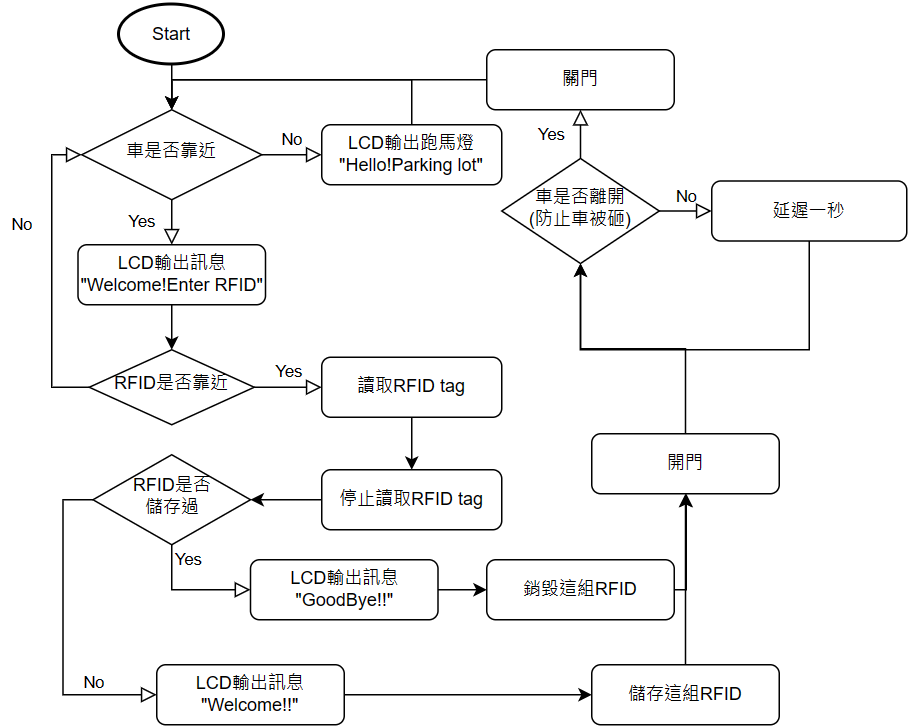 Start
關門
車是否靠近
No
LCD輸出跑馬燈
"Hello!Parking lot"
Yes
車是否離開
(防止車被砸)
No
延遲一秒
No
Yes
LCD輸出訊息
"Welcome!Enter RFID"
RFID是否靠近
Yes
讀取RFID tag
開門
RFID是否
儲存過
停止讀取RFID tag
Yes
LCD輸出訊息
"GoodBye!!"
銷毀這組RFID
No
LCD輸出訊息
"Welcome!!"
儲存這組RFID